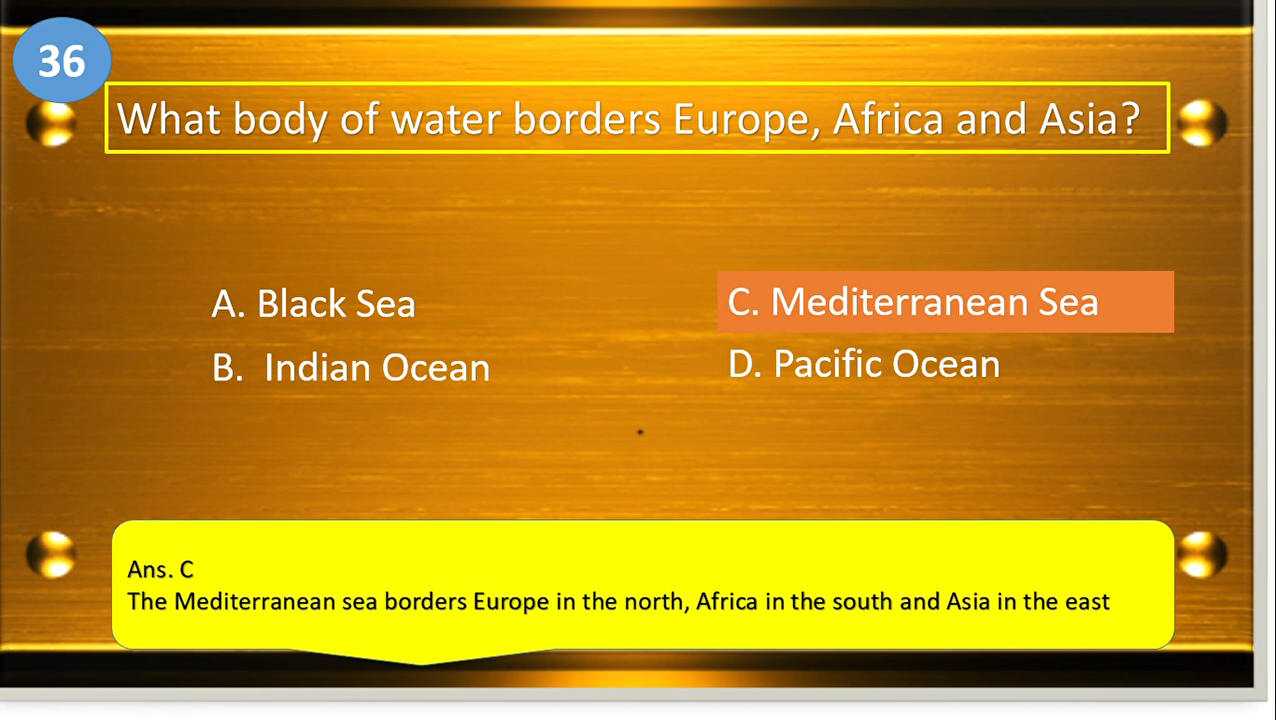 36
What body of water borders Europe, Africa and Asia?
A. Black Sea
B. Indian Ocean
C. Mediterranean Sea
D. Pacific Ocean
Ans. C
The Mediterranean sea borders Europe in the north, Africa in the south and Asia in the east